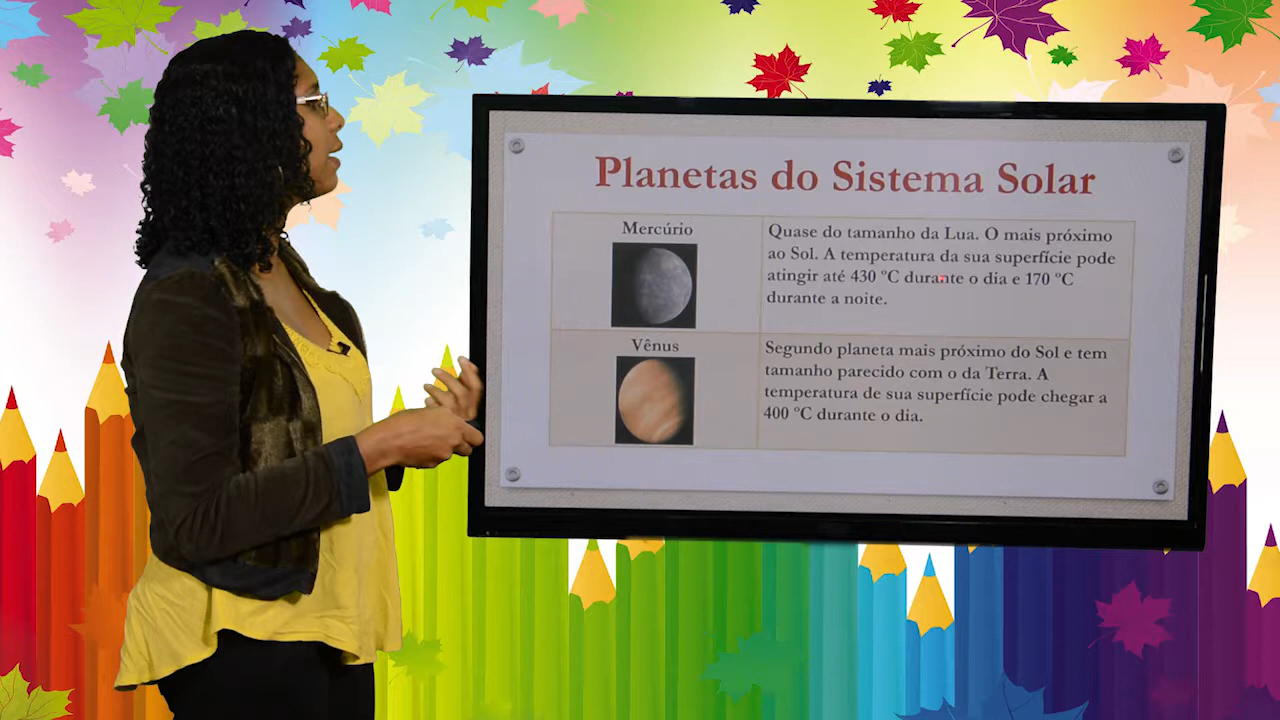 Planetas do Sistema Solar
Mercúrio
Quase do tamanho da Lua. O mais próximo
ao Sol. A temperatura da sua superfície pode
atingir até 430 °C durante o dia e 170 °C
durante a noite.
Vênus
Segundo planeta mais próximo do Sol e tem
tamanho parecido com o da Terra. A
temperatura de sua superfície pode chegar a
400 °C durante o dia.